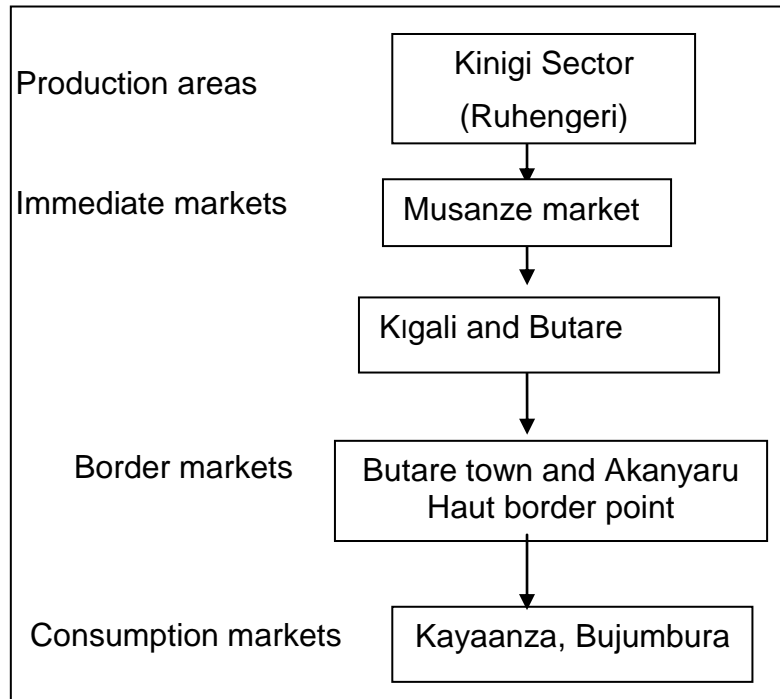 Production areas
Kinigi Sector
(Ruhengeri)
Immediate markets
Musanze market
Kıgali and Butare
Border markets
Butare town and Akanyaru
Haut border point
Consumption markets
Kayaanza, Bujumbura